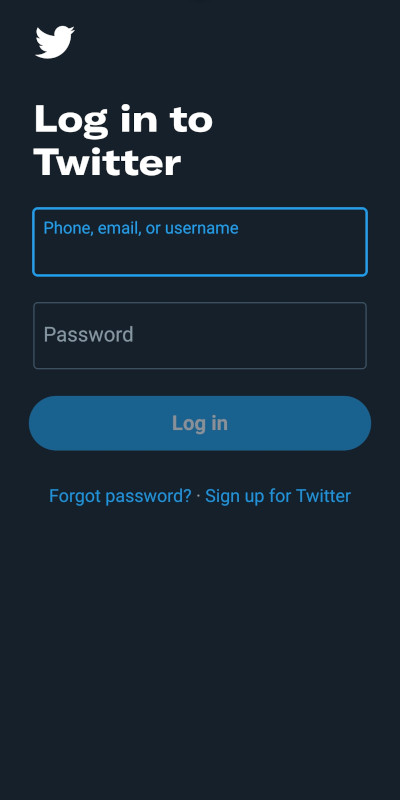 Log in to
Twitter
Phone, email, or username
Password
Log in
Forgot password? · Sign up for Twitter